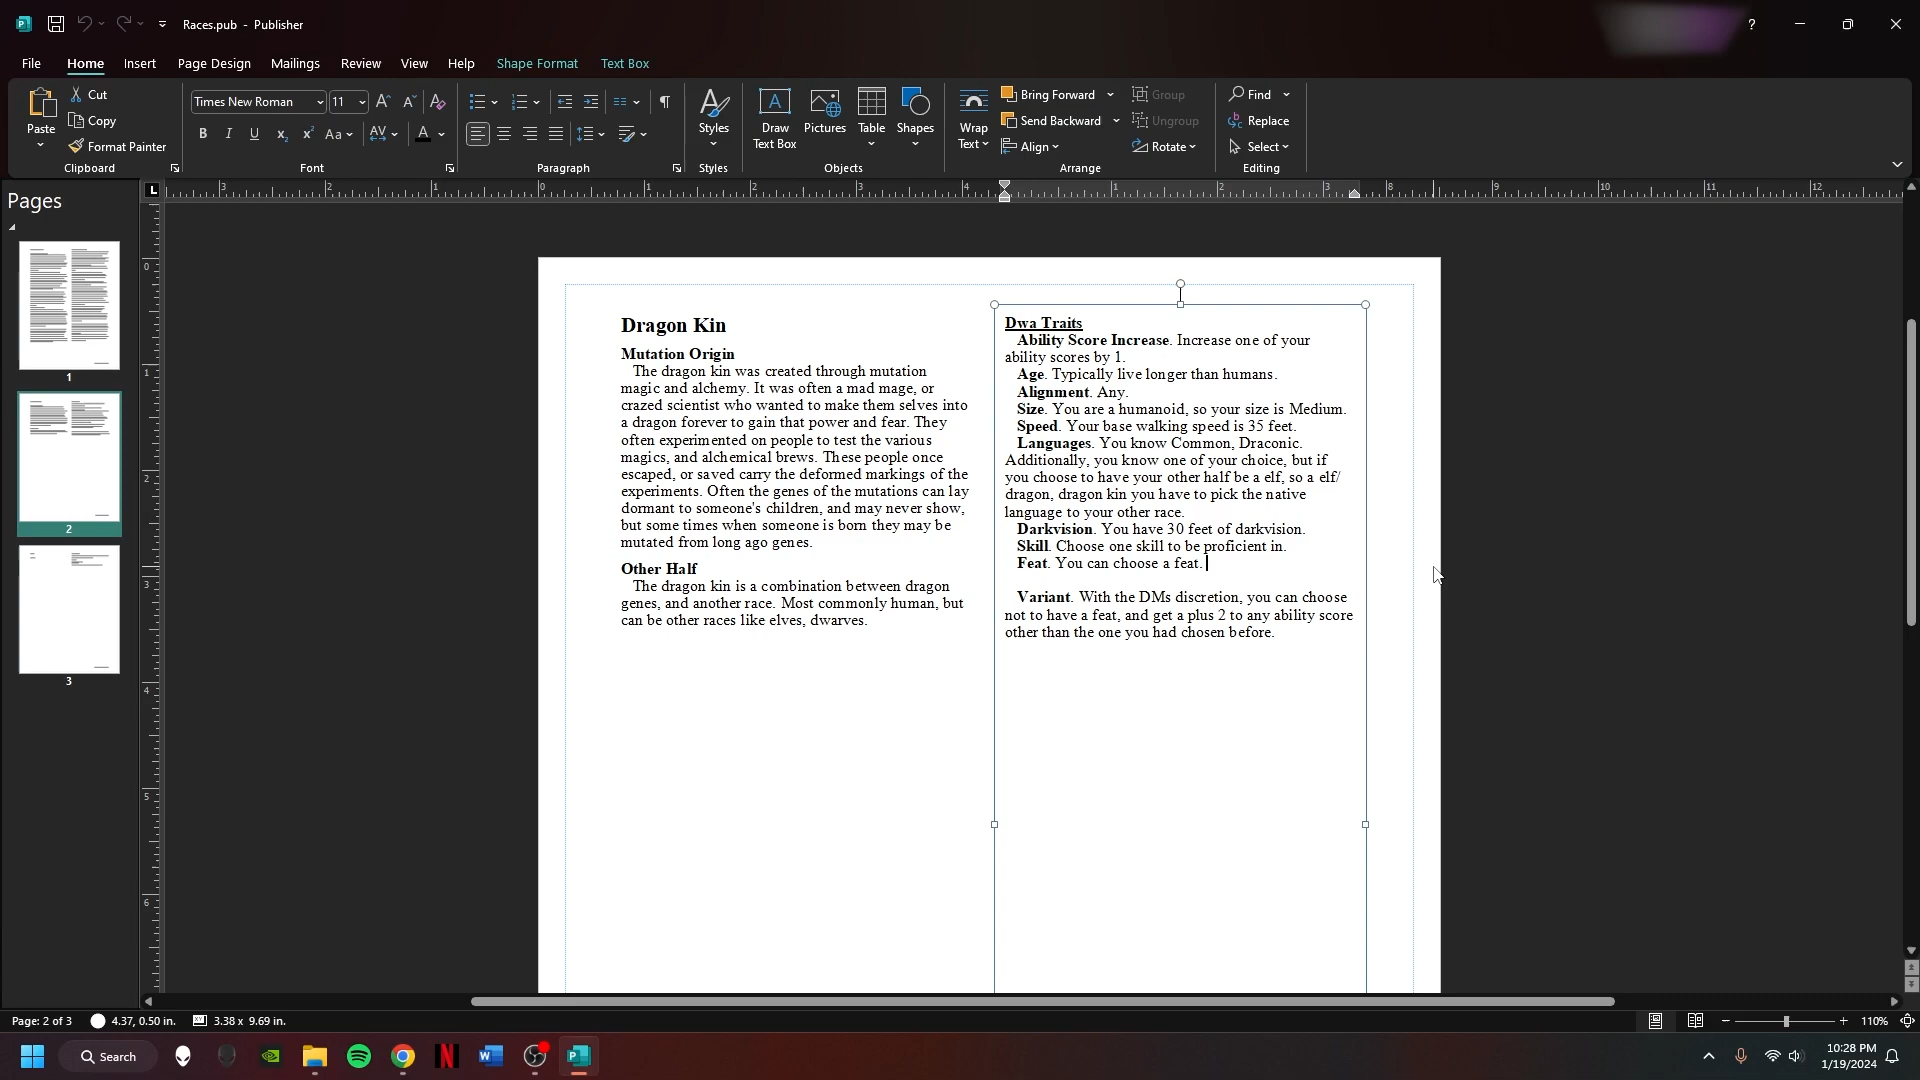 Races.pub - Publisher
?
File Home Insert Page Design Mailings Review View Help Shape Format Text Box
Paste
Cut
Copy
Format Painter
Clipboard
Times New Roman 11
B I U
Font
Paragraph
Styles
Styles
Draw
Text Box
Pictures
Table
Shapes
Objects
Wrap
Text
Bring Forward
Send Backward
Align
Group
Ungroup
Rotate
Arrange
Find
Replace
Select
Editing
Pages
1
2
3
Dragon Kin
Mutation Origin
The dragon kin was created through mutation
magic and alchemy. It was often a mad mage, or
crazed scientist who wanted to make them selves into
a dragon forever to gain that power and fear. They
often experimented on people to test the various
magics, and alchemical brews. These people once
escaped, or saved carry the deformed markings of the
experiments. Often the genes of the mutations can lay
dormant to someone's children, and may never show,
but some times when someone is born they may be
mutated from long ago genes.
Other Half
The dragon kin is a combination between dragon
genes, and another race. Most commonly human, but
can be other races like elves, dwarves.
Dwa Traits
Ability Score Increase. Increase one of your
ability scores by 1.
Age. Typically live longer than humans.
Alignment. Any.
Size. You are a humanoid, so your size is Medium.
Speed. Your base walking speed is 35 feet.
Languages. You know Common, Draconic.
Additionally, you know one of your choice, but if
you choose to have your other half be a elf, so a elf/
dragon, dragon kin you have to pick the native
language to your other race.
Darkvision. You have 30 feet of darkvision.
Skill. Choose one skill to be proficient in.
Feat. You can choose a feat.
Variant. With the DMs discretion, you can choose
not to have a feat, and get a plus 2 to any ability score
other than the one you had chosen before.
Page: 2 of 3 4.37, 0.50 in. 3.38 x 9.69 in.
110%
Search
10:28 PM
1/19/2024